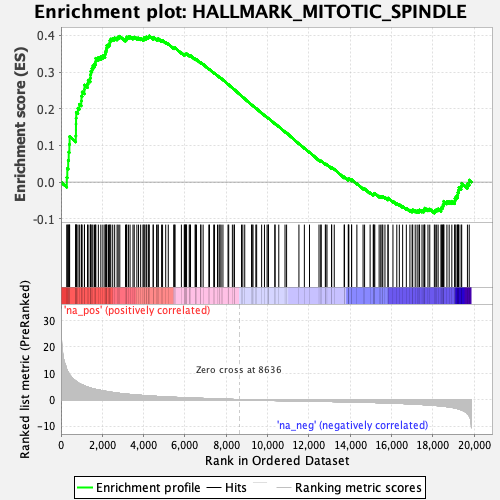 Enrichment plot: HALLMARK_MITOTIC_SPINDLE
Enrichment score (ES)
0.4
0.3
0.2
0.1
0.0
-0.1
'na_pos' (positively correlated)
Ranked list metric (PreRanked)
30
20
10
0
-10
Zero cross at 8636
'na_neg' (negatively correlated)
0
2,000
4,000
6,000
8,000
10,000
12,000
14,000
16,000
18,000
20,000
Rank in Ordered Dataset
Enrichment profile
Hits
Ranking metric scores